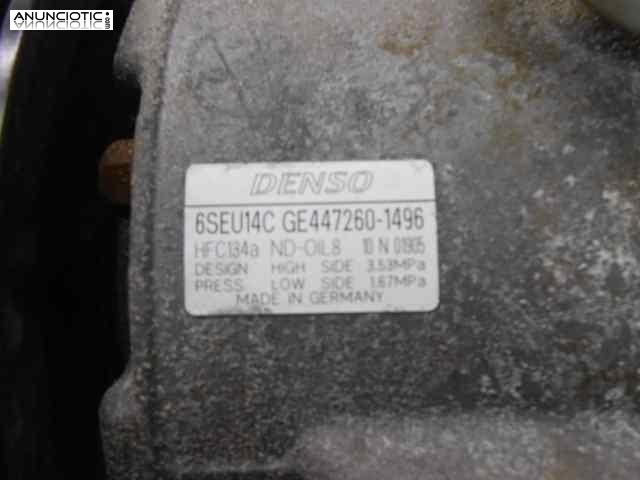 ANUNCIOTIC.com
DENSO
6SEU14C GE447260-1496
HFC134a ND-OIL8 10 N 01905
DESIGN HIGH SIDE 3.53MPa
PRESS. LOW SIDE 1.67MPa
MADE IN GERMANY